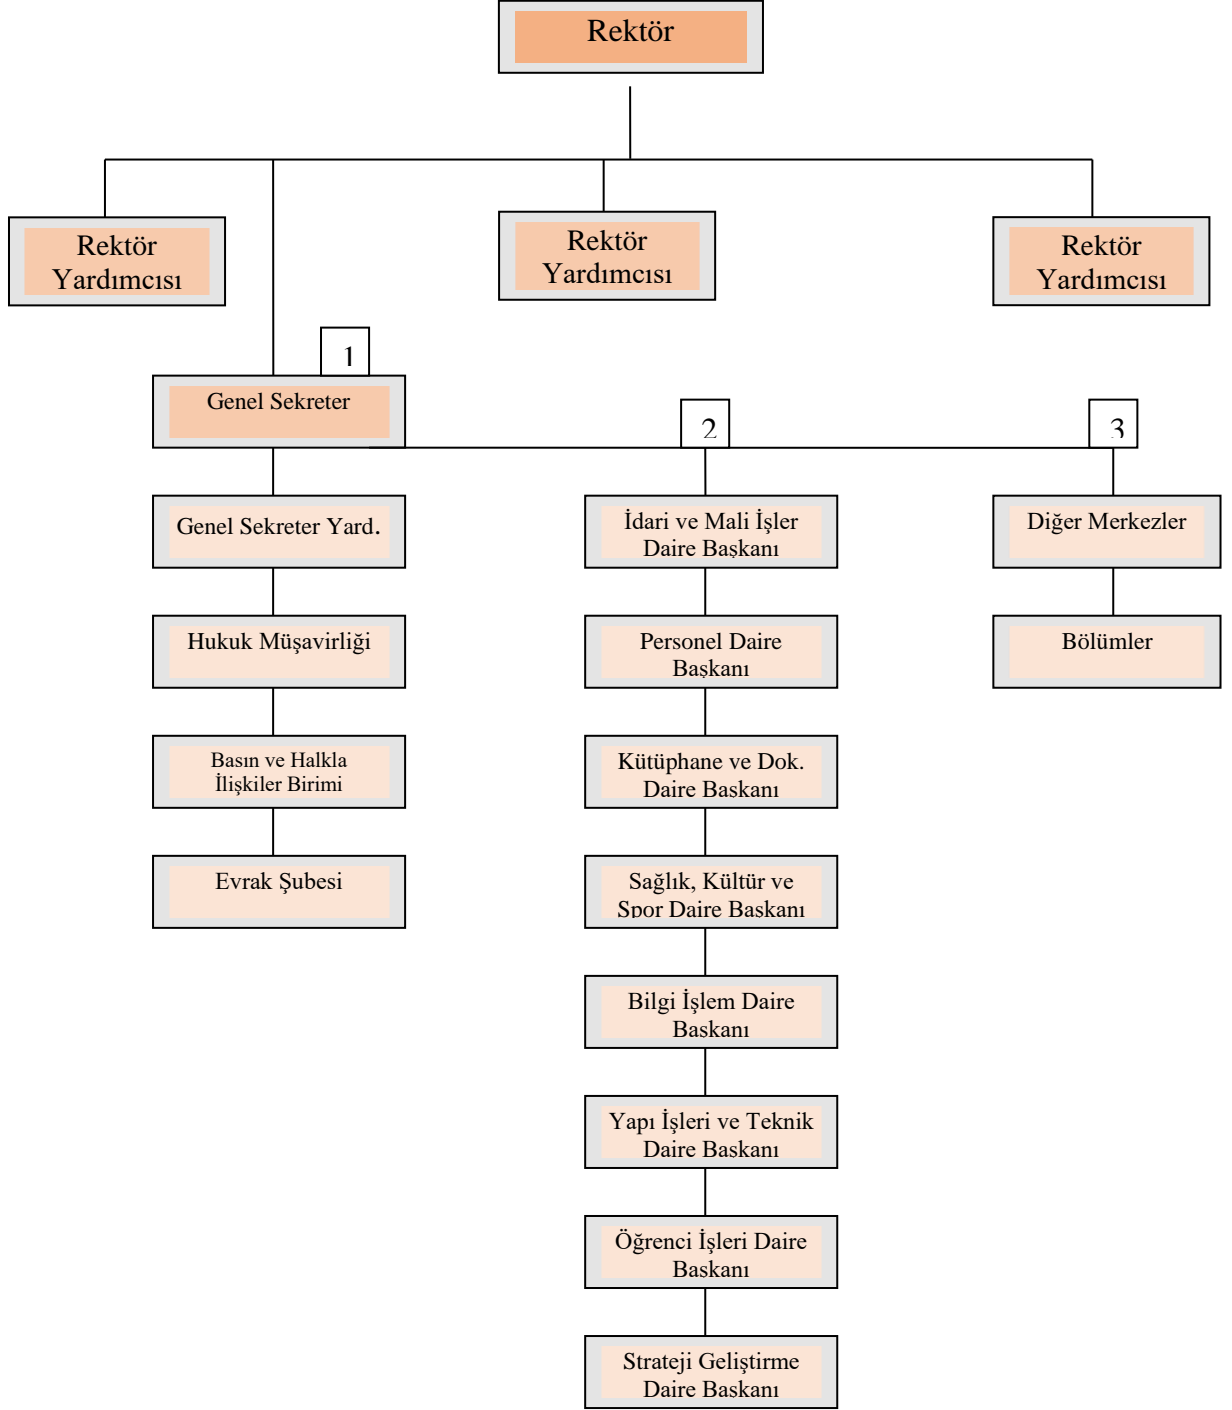 Rektör
Rektör
Yardımcısı
Rektör
Yardımcısı
Rektör
Yardımcısı
1
Genel Sekreter
2
3
Genel Sekreter Yard.
Hukuk Müşavirliği
Basın ve Halkla
İlişkiler Birimi
Evrak Şubesi
İdari ve Mali İşler
Daire Başkanı
Personel Daire
Başkanı
Kütüphane ve Dok.
Daire Başkanı
Sağlık, Kültür ve
Spor Daire Başkanı
Bilgi İşlem Daire
Başkanı
Yapı İşleri ve Teknik
Daire Başkanı
Öğrenci İşleri Daire
Başkanı
Strateji Geliştirme
Daire Başkanı
Diğer Merkezler
Bölümler